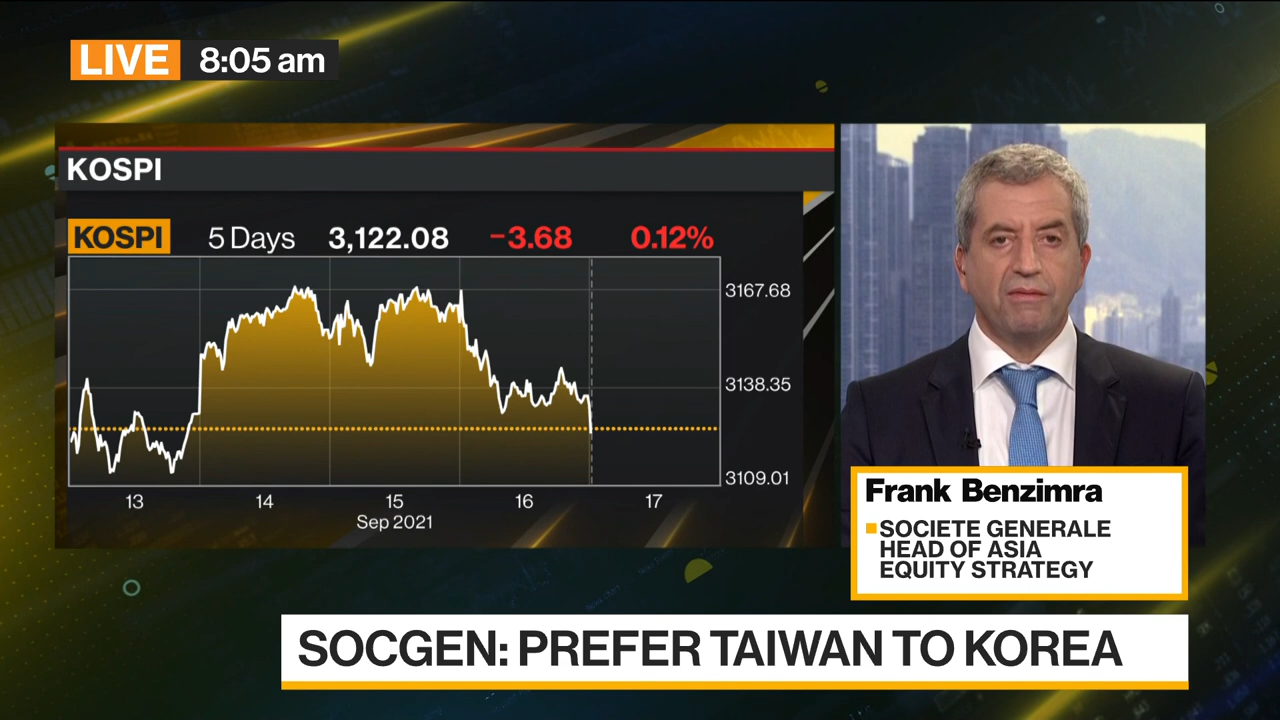 LIVE 8:05 am
KOSPI
KOSPI 5 Days 3,122.08 -3.68 0.12%
3167.68
3138.35
3109.01
13 14 15 16 17
Sep 2021
Frank Benzimra
SOCIETE GENERALE
HEAD OF ASIA
EQUITY STRATEGY
SOCGEN: PREFER TAIWAN TO KOREA